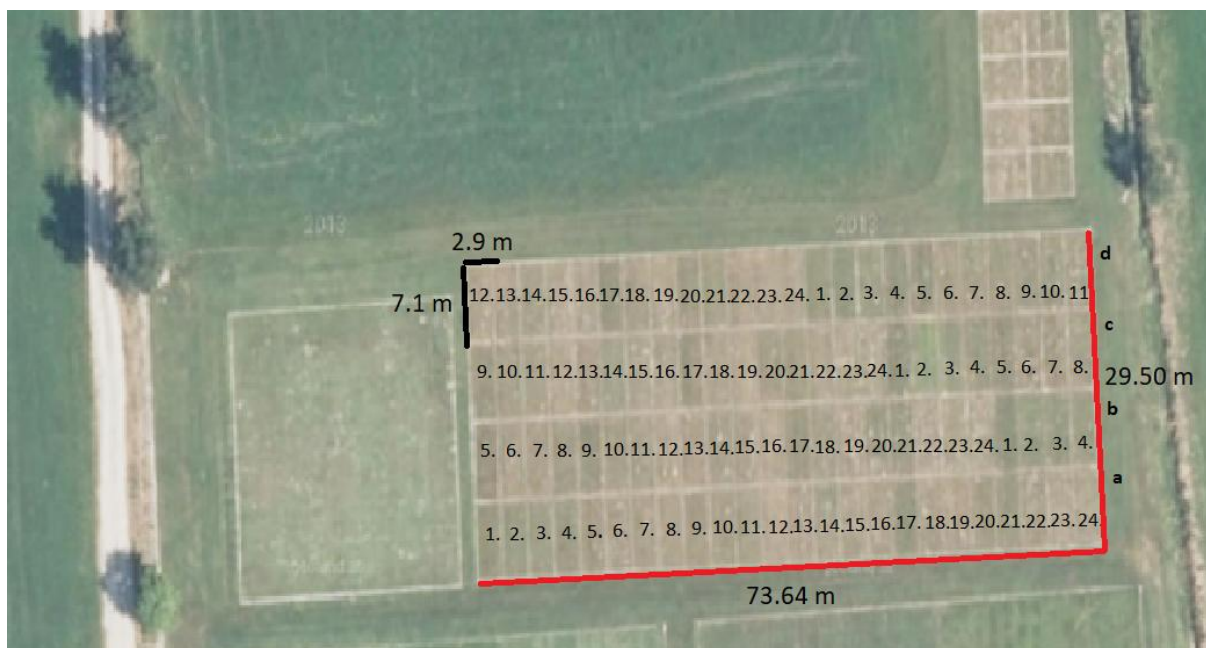 2013
2013
2.9 m
d
7.1 m
12.13.14.15.16.17.18. 19.20.21.22.23. 24. 1. 2. 3. 4. 5. 6. 7. 8. 9. 10. 11
c
9. 10. 11. 12. 13.14. 15. 16. 17. 18. 19. 20. 21. 22. 23. 24. 1. 2. 3. 4. 5. 6. 7. 8.
29.50 m
b
5. 6. 7. 8. 9. 10. 11. 12. 13. 14. 15. 16. 17. 18. 19. 20. 21. 22. 23. 24. 1. 2. 3. 4.
a
1. 2. 3. 4. 5. 6. 7. 8. 9. 10. 11. 12. 13. 14. 15. 16. 17. 18.19. 20. 21. 22. 23. 24
73.64 m